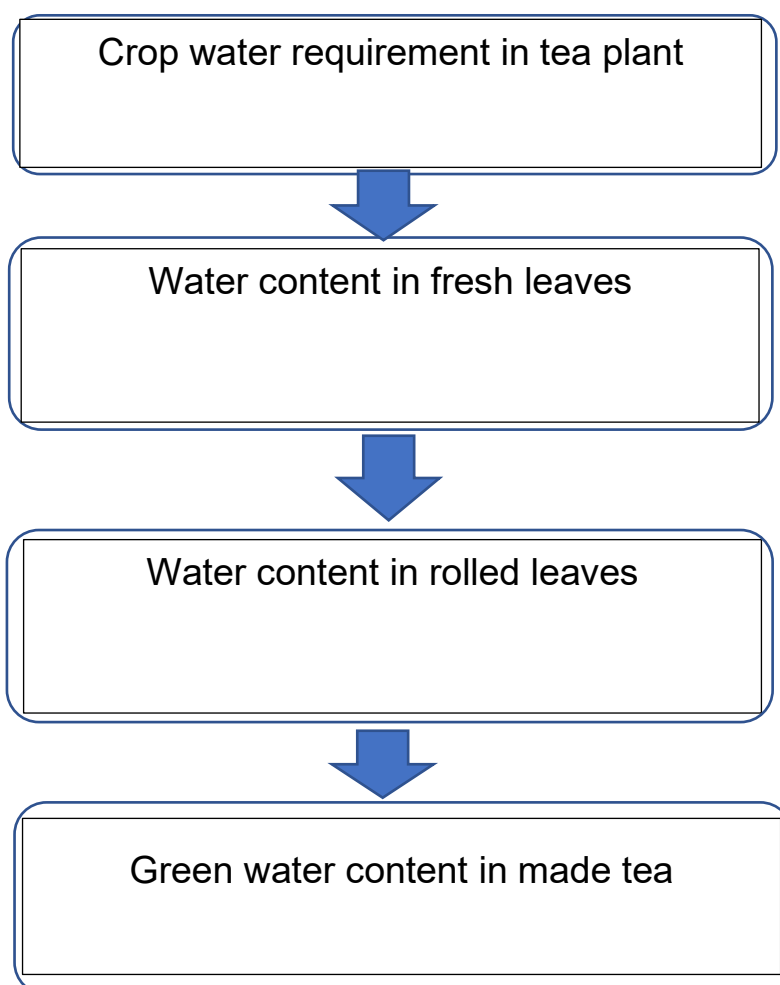 Crop water requirement in tea plant
Water content in fresh leaves
Water content in rolled leaves
Green water content in made tea